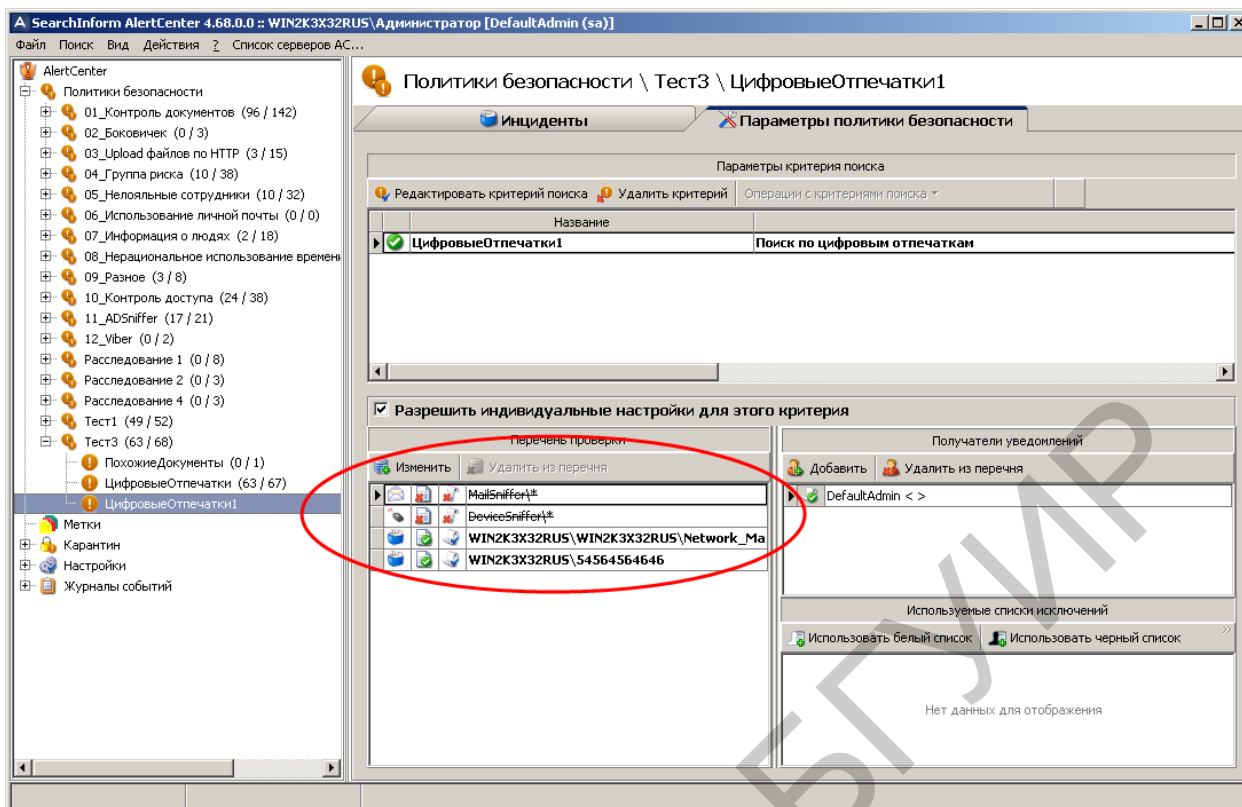 SearchInform AlertCenter 4.68.0.0 :: WIN2K3X32RUS\Администратор [DefaultAdmin (sa)]
Файл Поиск Вид Действия ? Список серверов AC...
AlertCenter
Политики безопасности
01_Контроль документов (96 / 142)
02_Боковичек (0 / 3)
03_Upload файлов по HTTP (3 / 15)
04_Группа риска (10 / 38)
05_Нелояльные сотрудники (10 / 32)
06_Использование личной почты (0 / 0)
07_Информация о людях (2 / 18)
08_Нерациональное использование времени
09_Разное (3 / 8)
10_Контроль доступа (24 / 38)
11_ADSniffer (17 / 21)
12_Viber (0 / 2)
Расследование 1 (0 / 8)
Расследование 2 (0 / 3)
Расследование 4 (0 / 3)
Тест1 (49 / 52)
Тест3 (63 / 68)
ПохожиеДокументы (0 / 1)
ЦифровыеОтпечатки (63 / 67)
ЦифровыеОтпечатки1
Метки
Карантин
Настройки
Журналы событий
Политики безопасности \ Тест3 \ ЦифровыеОтпечатки1
Инциденты Параметры политики безопасности
Параметры критерия поиска
Редактировать критерий поиска Удалить критерий Операции с критериями поиска
Название
ЦифровыеОтпечатки1 Поиск по цифровым отпечаткам
Разрешить индивидуальные настройки для этого критерия
Перечень проверки
Изменить Удалить из перечня
MailSniffer\*
DeviceSniffer\*
WIN2K3X32RUS\WIN2K3X32RUS\Network_Ma
WIN2K3X32RUS\54564564646
Получатели уведомлений
Добавить Удалить из перечня
DefaultAdmin < >
Используемые списки исключений
Использовать белый список Использовать черный список
Нет данных для отображения
БГУИР